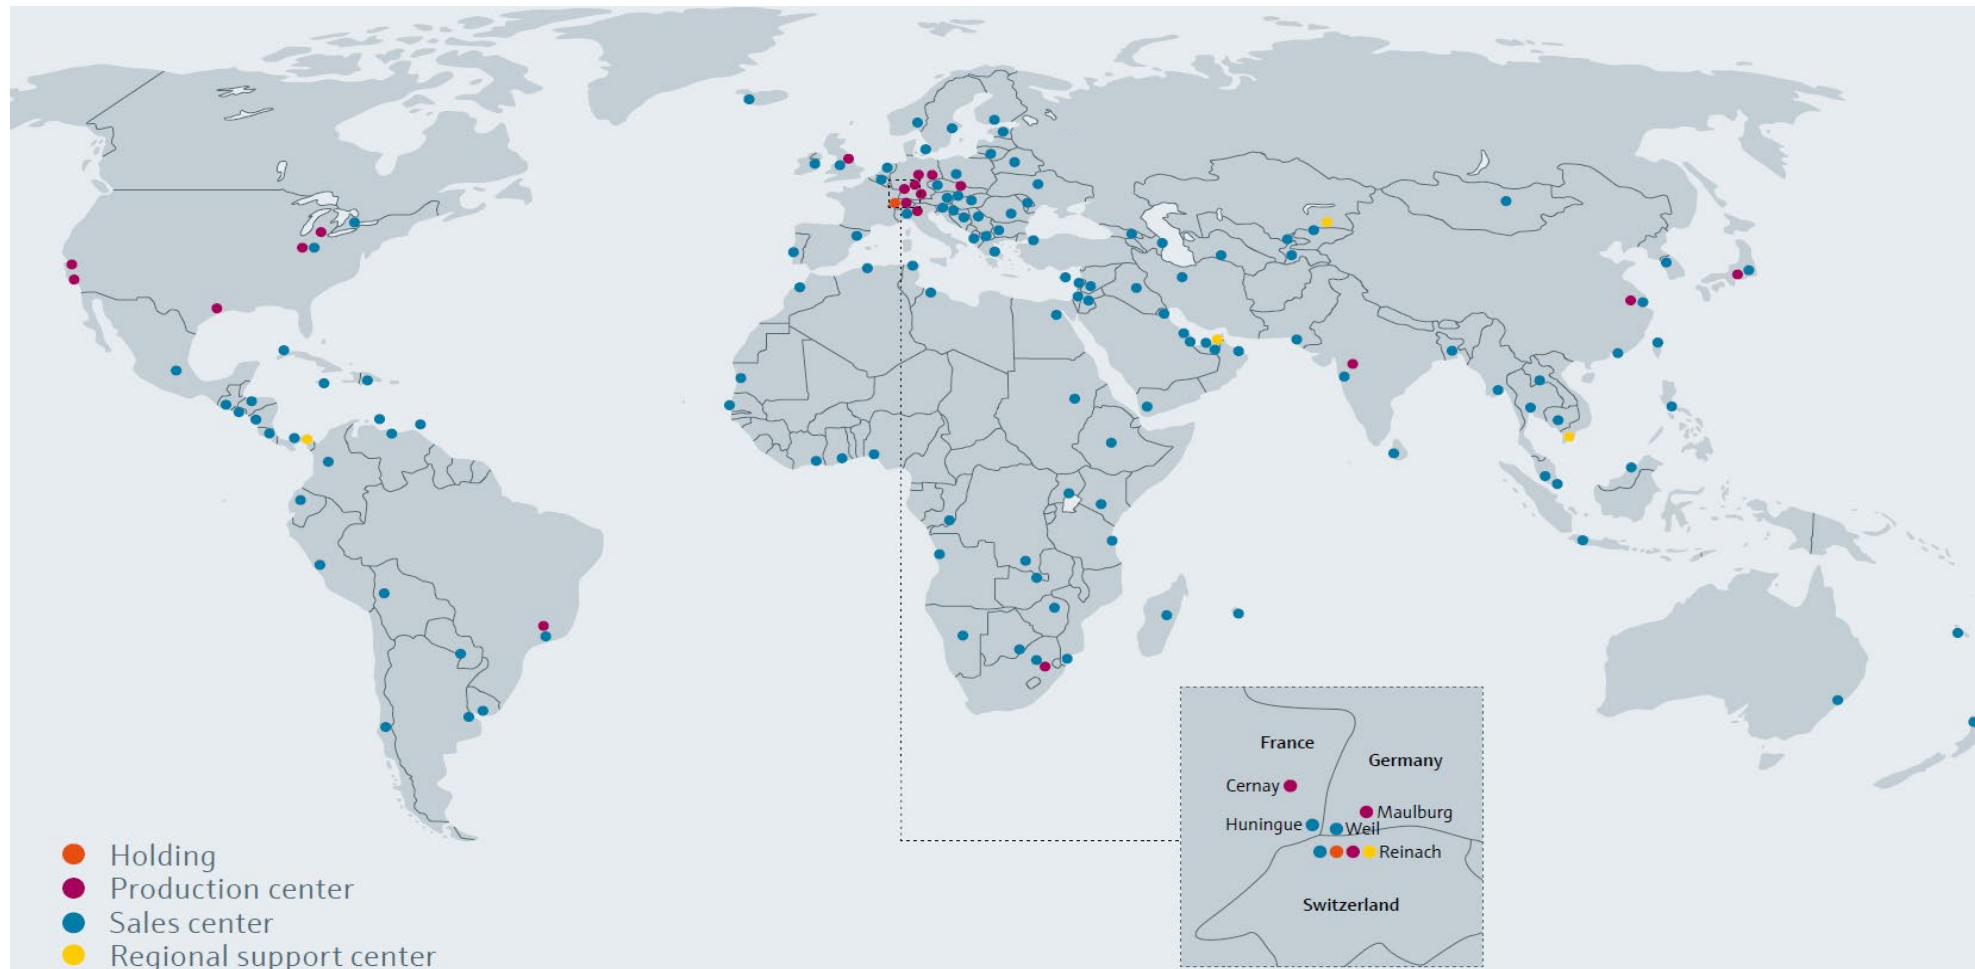 France
Germany
Cernay
Maulburg
Huningue
Weil
Reinach
Switzerland
Holding
Production center
Sales center
Regional support center